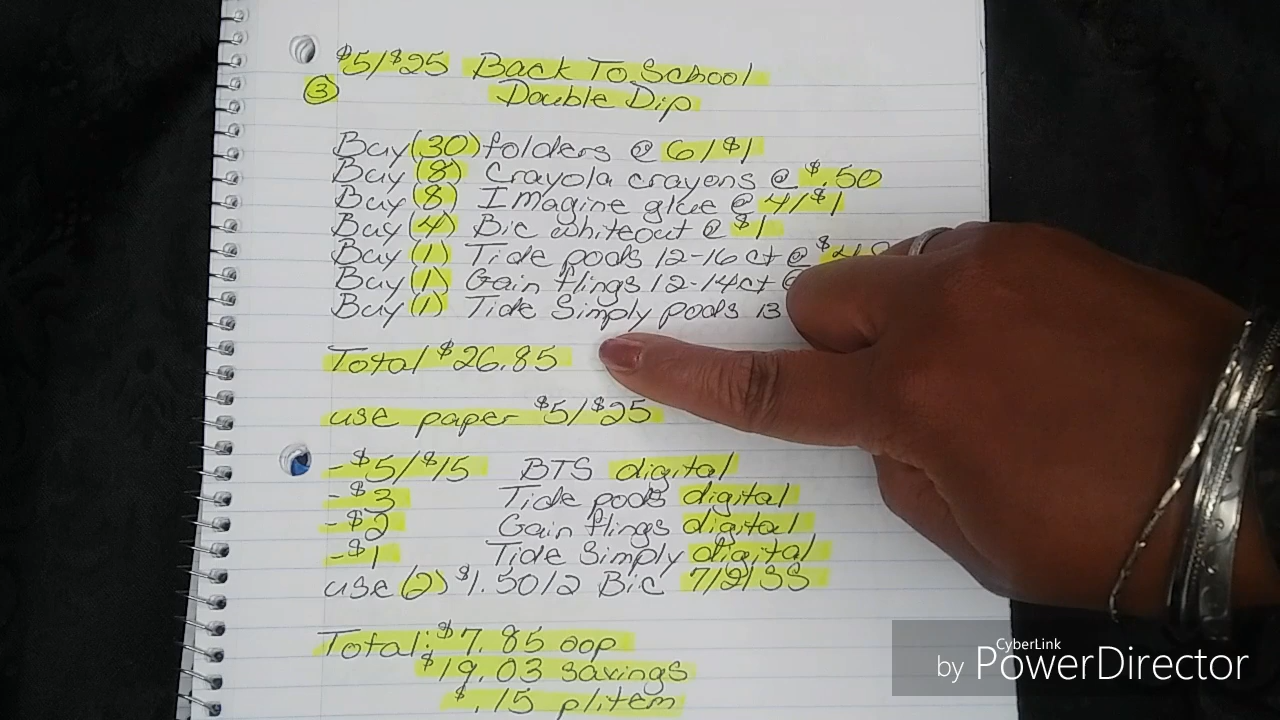 $5/$25 Back To School
③ Double Dip
Buy (30) folders @ 6/$1
Buy (8) Crayola crayons @ $.50
Buy (8) Imagine glue @ 4/$1
Buy (4) Bic whiteout @ $1
Buy (1) Tide pods 12-16 ct @
Buy (1) Gain flings 12-14ct @
Buy (1) Tide Simply pods 13
Total $26.85
use paper $5/$25
-$5/$15 BTS digital
-$3 Tide pods digital
-$2 Gain flings digital
-$1 Tide Simply digital
use (2) $1.50/2 Bic 7/9/SS
Total: $7.85 oop
$19.03 savings
$.15 p/item
CyberLink
by PowerDirector